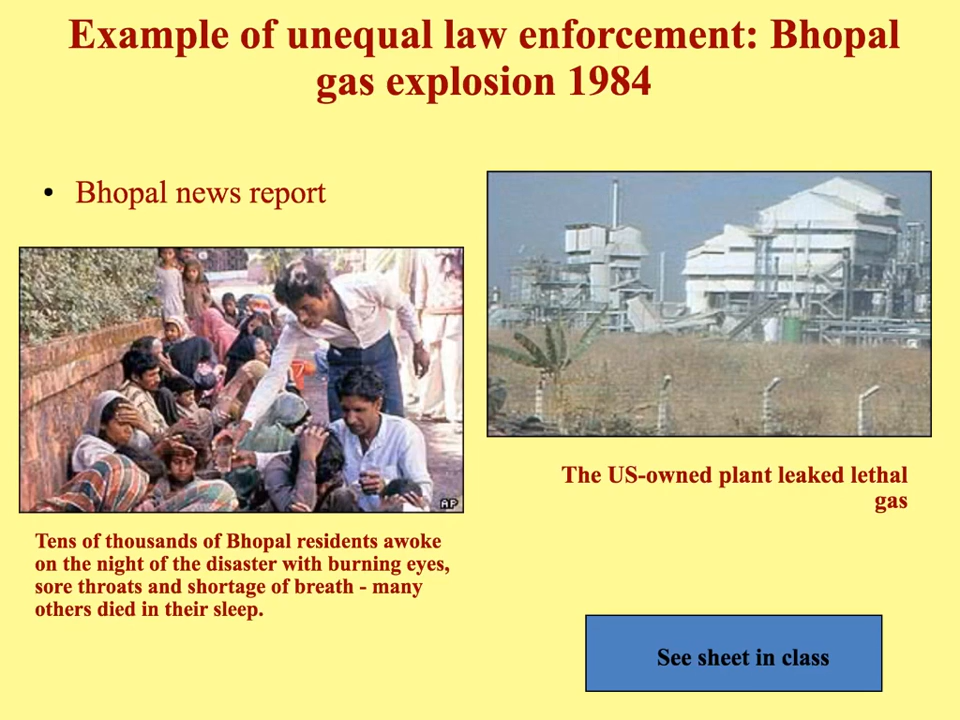 Example of unequal law enforcement: Bhopal
gas explosion 1984
• Bhopal news report
AP
Tens of thousands of Bhopal residents awoke
on the night of the disaster with burning eyes,
sore throats and shortage of breath - many
others died in their sleep.
The US-owned plant leaked lethal
gas
See sheet in class